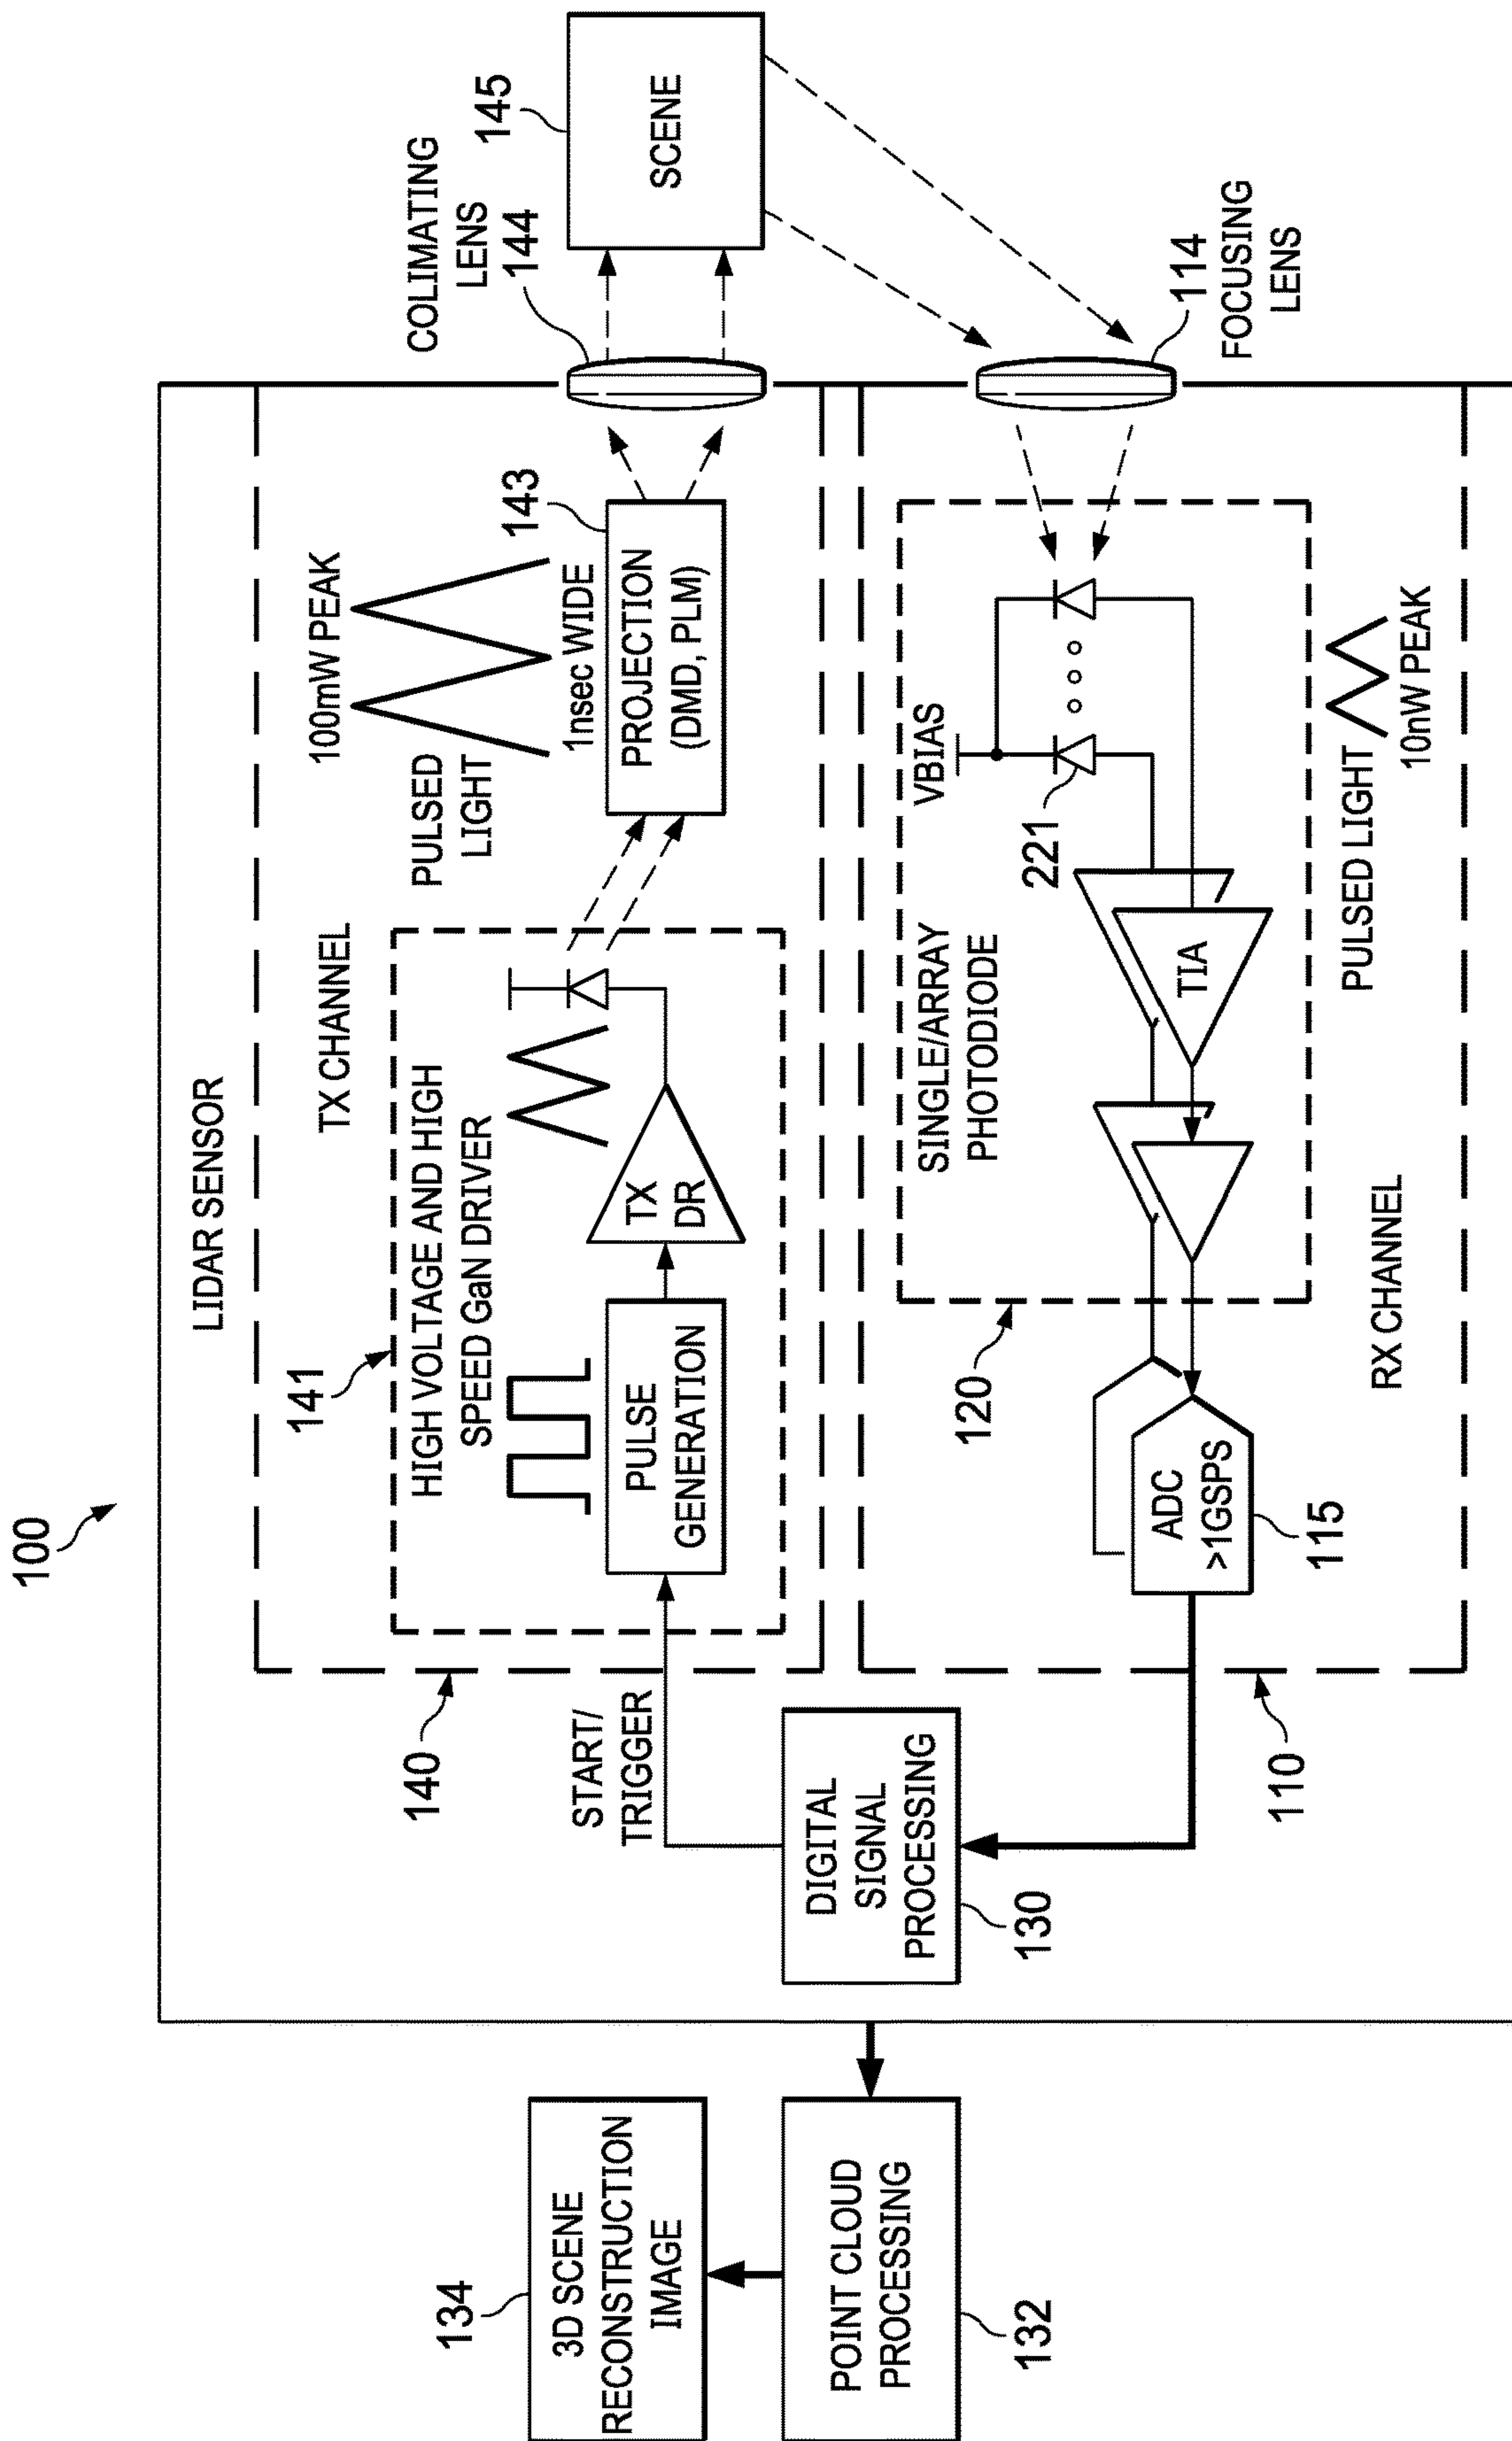 100
LIDAR SENSOR
TX CHANNEL
140
141
HIGH VOLTAGE AND HIGH
SPEED GaN DRIVER
PULSE
GENERATION
TX
DR
START/
TRIGGER
PULSED
LIGHT
100mW PEAK
1nsec WIDE
143
PROJECTION
(DMD, PLM)
COLIMATING
LENS
144
145
SCENE
134
3D SCENE
RECONSTRUCTION
IMAGE
POINT CLOUD
PROCESSING
132
DIGITAL
SIGNAL
PROCESSING
130
110
ADC
>1GSPS
115
120
SINGLE/ARRAY
PHOTODIODE
TIA
VBIAS
221
114
FOCUSING
LENS
RX CHANNEL
PULSED LIGHT
10nW PEAK